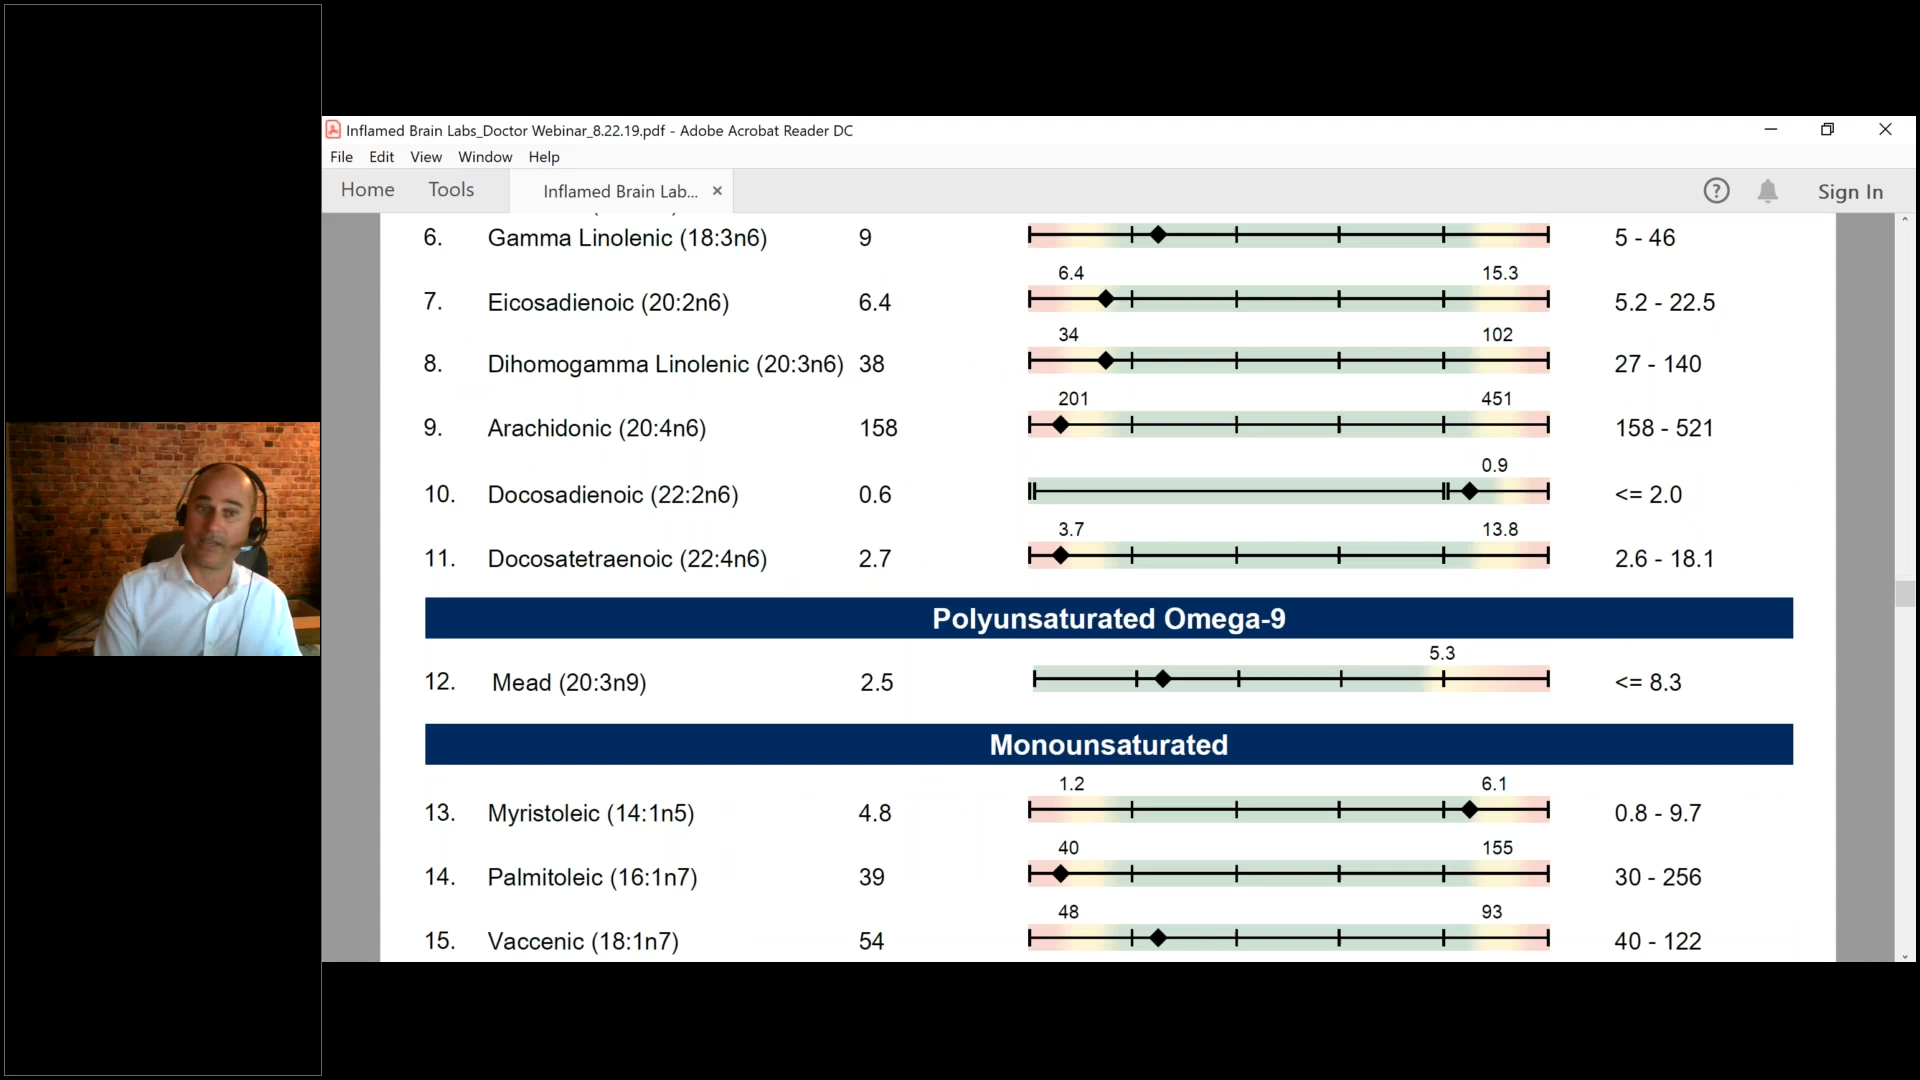 Inflamed Brain Labs_Doctor Webinar_8.22.19.pdf - Adobe Acrobat Reader DC
File Edit View Window Help
Home Tools Inflamed Brain Lab... × ? Sign In
6. Gamma Linolenic (18:3n6) 9 5 - 46
6.4 15.3
7. Eicosadienoic (20:2n6) 6.4 5.2 - 22.5
34 102
8. Dihomogamma Linolenic (20:3n6) 38 27 - 140
201 451
9. Arachidonic (20:4n6) 158 158 - 521
0.9
10. Docosadienoic (22:2n6) 0.6 <= 2.0
3.7 13.8
11. Docosatetraenoic (22:4n6) 2.7 2.6 - 18.1
Polyunsaturated Omega-9
5.3
12. Mead (20:3n9) 2.5 <= 8.3
Monounsaturated
1.2 6.1
13. Myristoleic (14:1n5) 4.8 0.8 - 9.7
40 155
14. Palmitoleic (16:1n7) 39 30 - 256
48 93
15. Vaccenic (18:1n7) 54 40 - 122